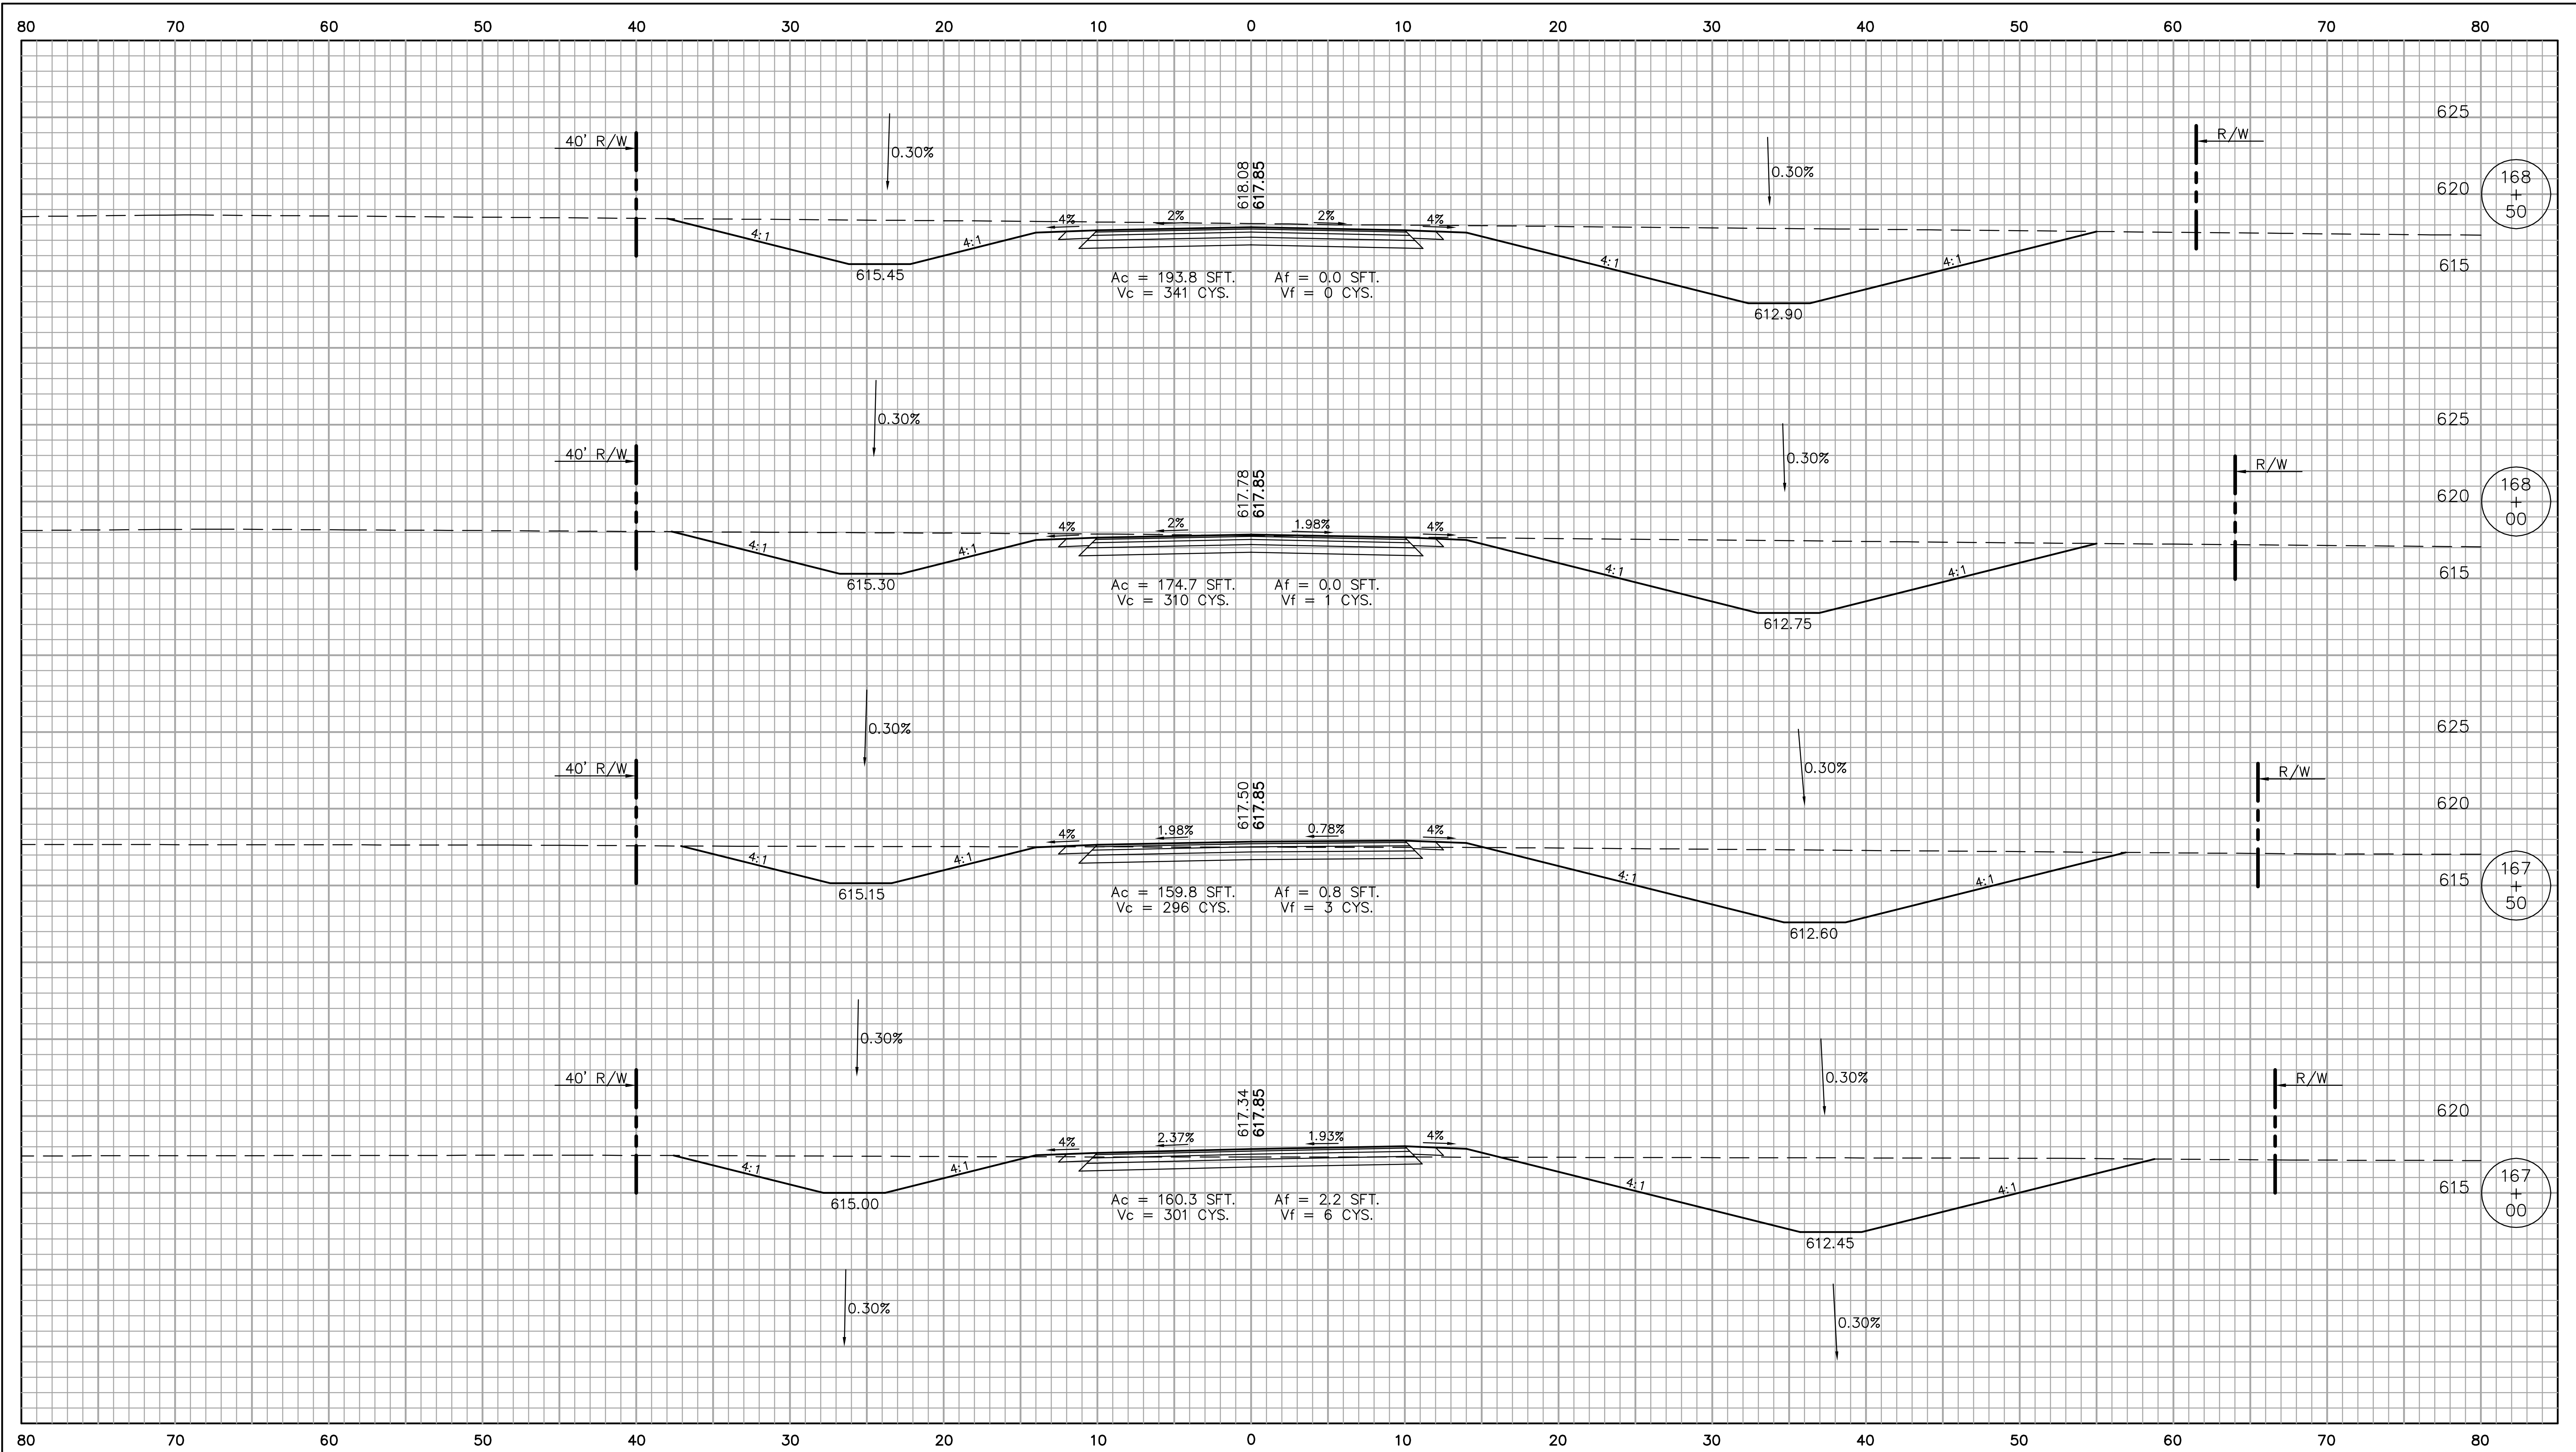 80 70 60 50 40 30 20 10 0 10 20 30 40 50 60 70 80
625
40' R/W
R/W
0.30%
0.30%
618.08
617.85
620
168
+
50
4% 2% 2% 4%
4:1 4:1 4:1 4:1
615
615.45
Ac = 193.8 SFT. Af = 0.0 SFT.
Vc = 341 CYS. Vf = 0 CYS.
612.90
0.30%
625
40' R/W
0.30%
R/W
617.78
617.85
620
168
+
00
4% 2% 1.98% 4%
4:1 4:1 4:1 4:1
615
615.30
Ac = 174.7 SFT. Af = 0.0 SFT.
Vc = 310 CYS. Vf = 1 CYS.
612.75
0.30%
625
40' R/W
0.30%
R/W
617.50
617.85
620
4% 1.98% 0.78% 4%
4:1 4:1 4:1 4:1
615
167
+
50
615.15
Ac = 159.8 SFT. Af = 0.8 SFT.
Vc = 296 CYS. Vf = 3 CYS.
612.60
0.30%
40' R/W
0.30%
R/W
617.34
617.85
620
4% 2.37% 1.93% 4%
4:1 4:1 4:1 4:1
615
167
+
00
615.00
Ac = 160.3 SFT. Af = 2.2 SFT.
Vc = 301 CYS. Vf = 6 CYS.
612.45
0.30%
0.30%
80 70 60 50 40 30 20 10 0 10 20 30 40 50 60 70 80